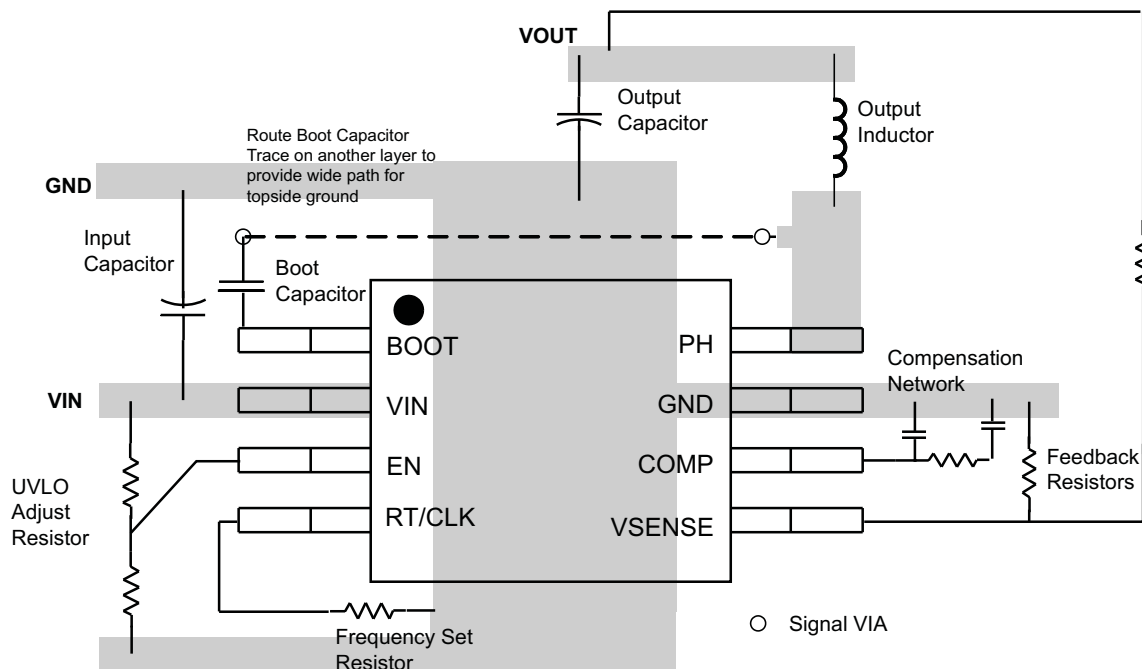 VOUT
Output
Capacitor
Output
Inductor
Route Boot Capacitor
Trace on another layer to
provide wide path for
topside ground
GND
Input
Capacitor
Boot
Capacitor
BOOT
PH
Compensation
Network
VIN
VIN
GND
EN
COMP
Feedback
Resistors
UVLO
Adjust
Resistor
RT/CLK
VSENSE
Signal VIA
Frequency Set
Resistor